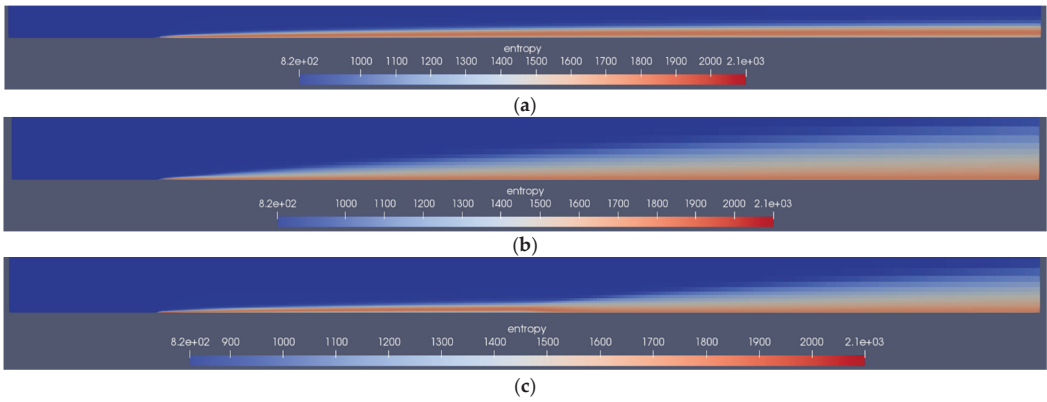 entropy
8.2e+02 1000 1100 1200 1300 1400 1500 1600 1700 1800 1900 2000 2.1e+03
(a)
entropy
8.2e+02 1000 1100 1200 1300 1400 1500 1600 1700 1800 1900 2000 2.1e+03
(b)
entropy
8.2e+02 900 1000 1100 1200 1300 1400 1500 1600 1700 1800 1900 2000 2.1e+03
(c)